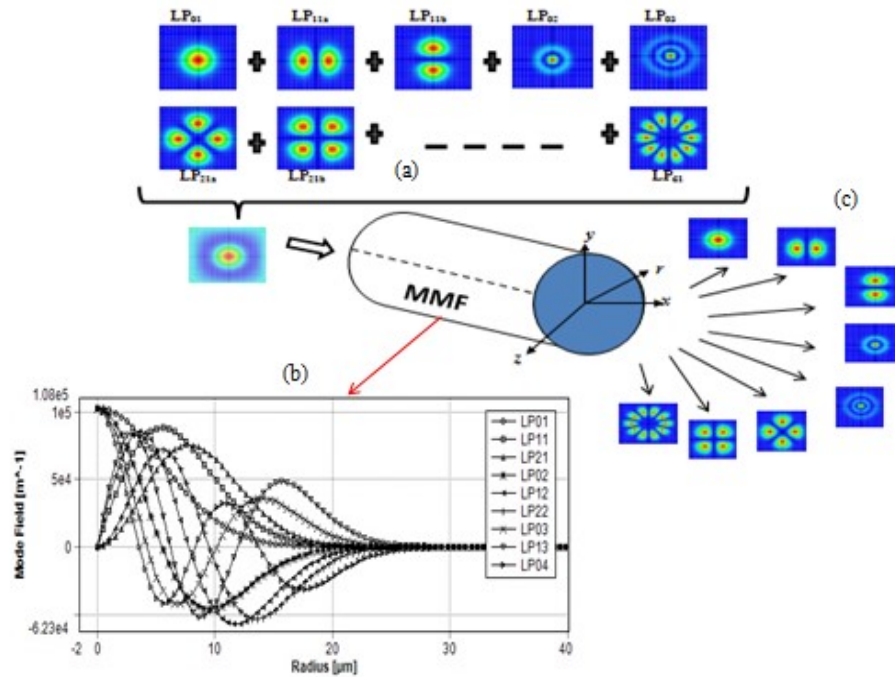 LP01 LP11a LP11b LP02 LP03
LP21a LP21b LP61
(a)
(c)
y
r
x
z
MMF
(b)
1.08e5
1e5
5e4
0
-6.23e4
Mode Field [m^-1]
-2 0 10 20 30 40
Radius [µm]
LP01
LP11
LP21
LP02
LP12
LP22
LP03
LP13
LP04